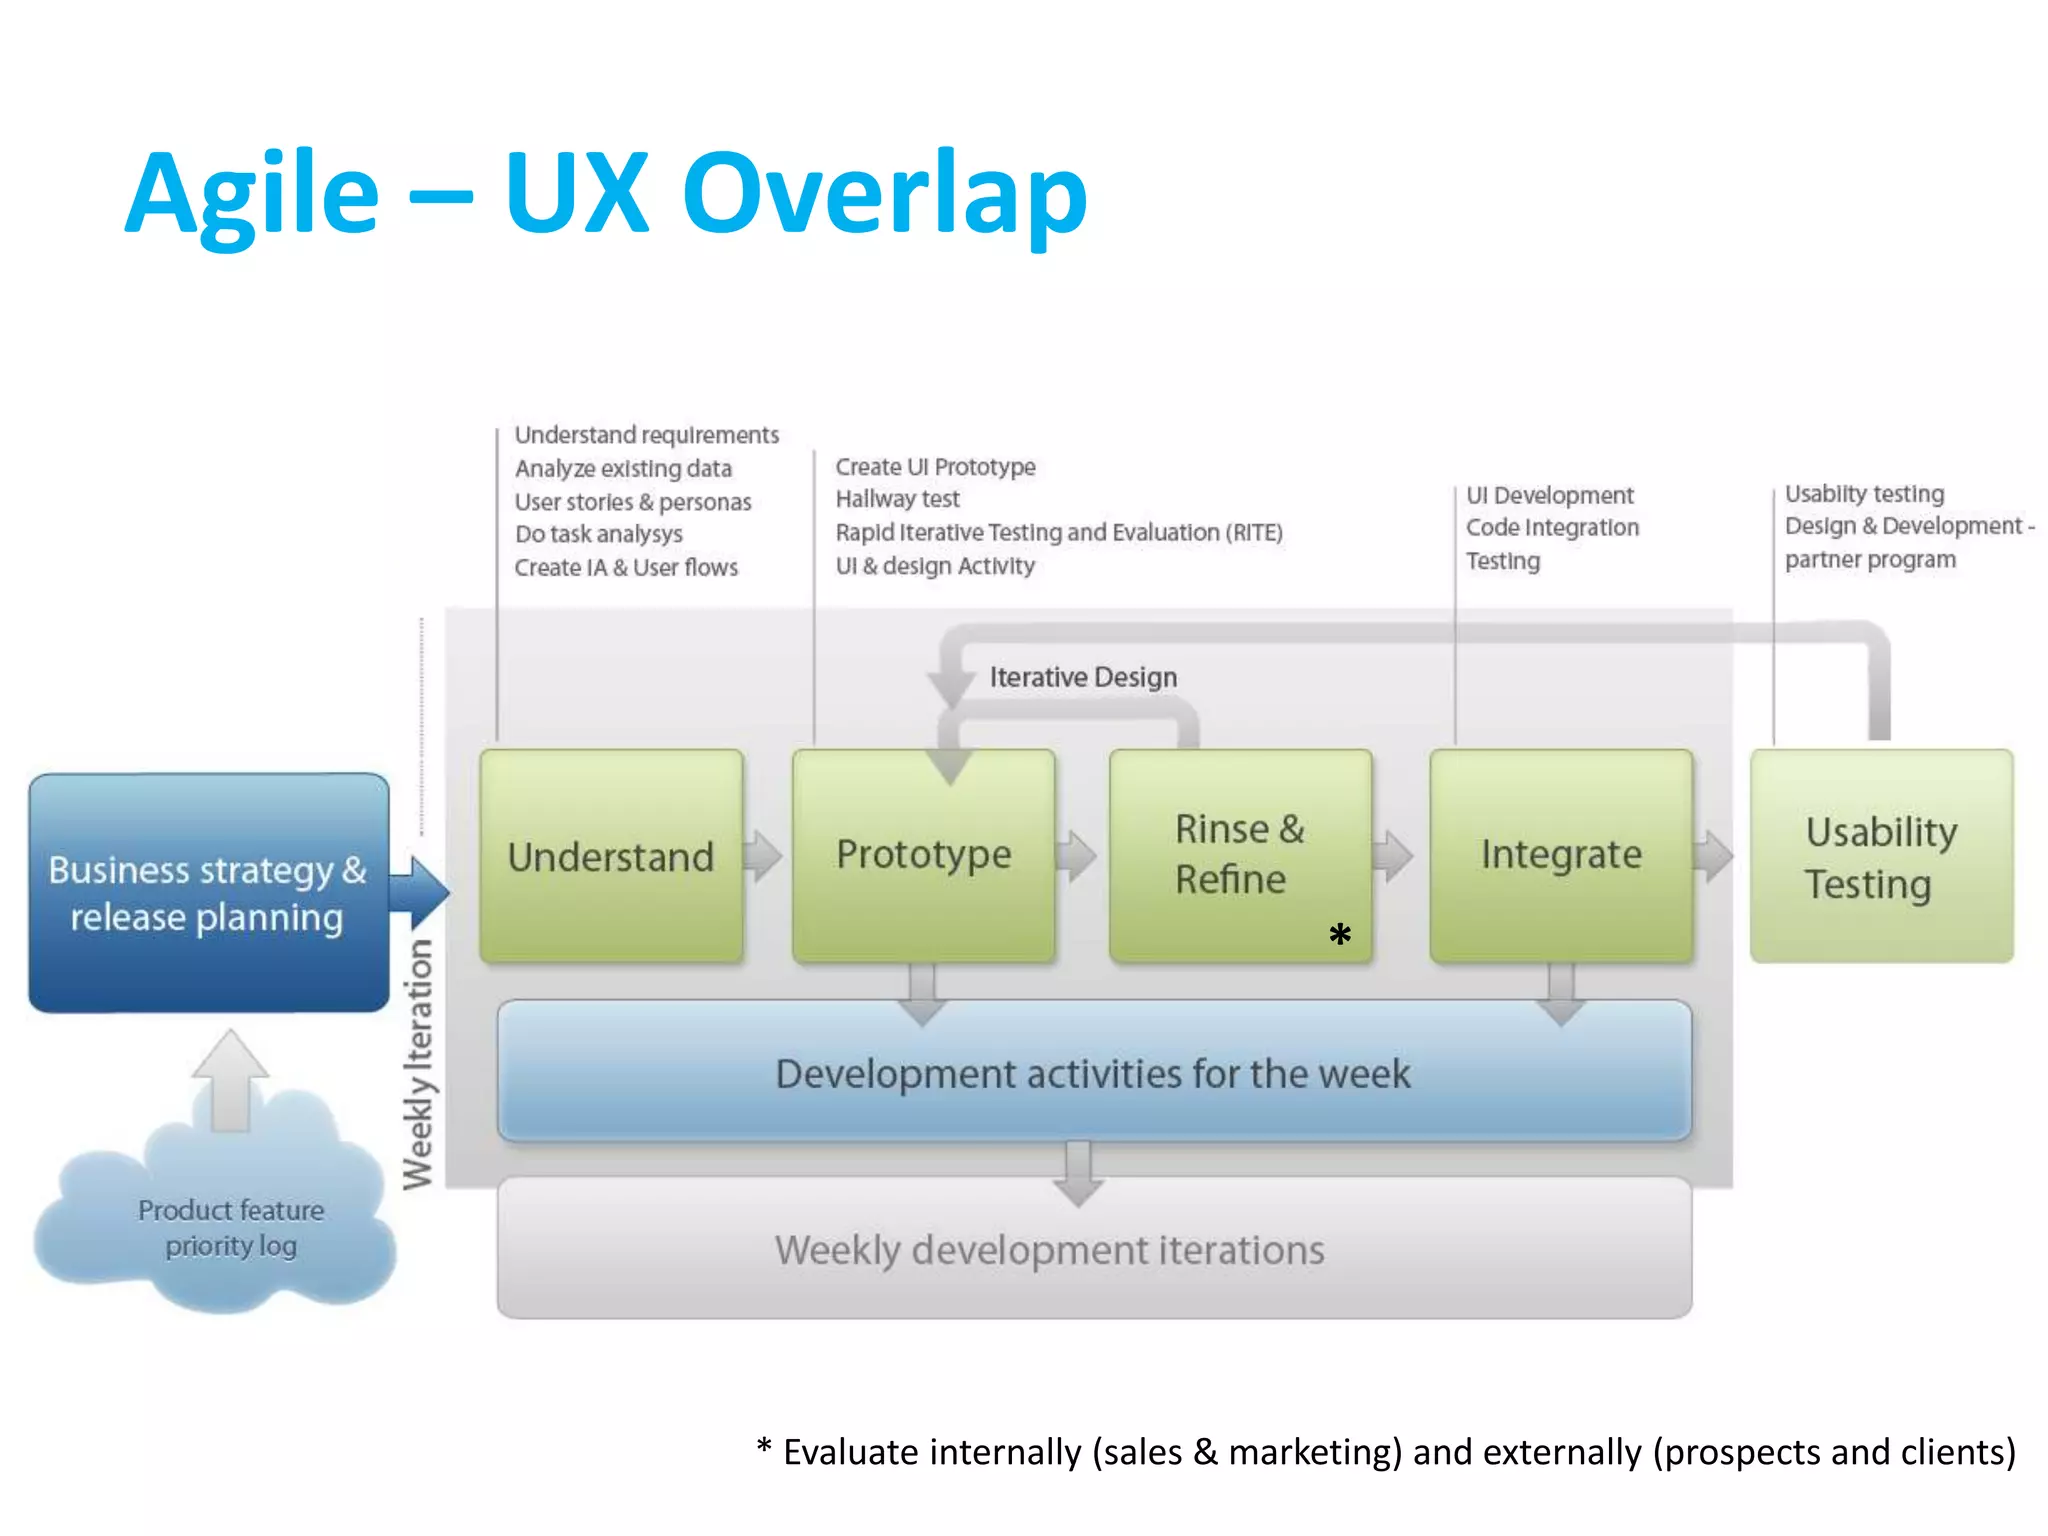 Agile – UX Overlap
Understand requirements
Analyze existing data
User stories & personas
Do task analysys
Create IA & User flows
Create UI Prototype
Hallway test
Rapid Iterative Testing and Evaluation (RITE)
UI & design Activity
UI Development
Code Integration
Testing
Usabiity testing
Design & Development -
partner program
Iterative Design
Business strategy &
release planning
Weekly Iteration
Understand
Prototype
Rinse &
Refine
*
Integrate
Usability
Testing
Development activities for the week
Product feature
priority log
Weekly development iterations
* Evaluate internally (sales & marketing) and externally (prospects and clients)